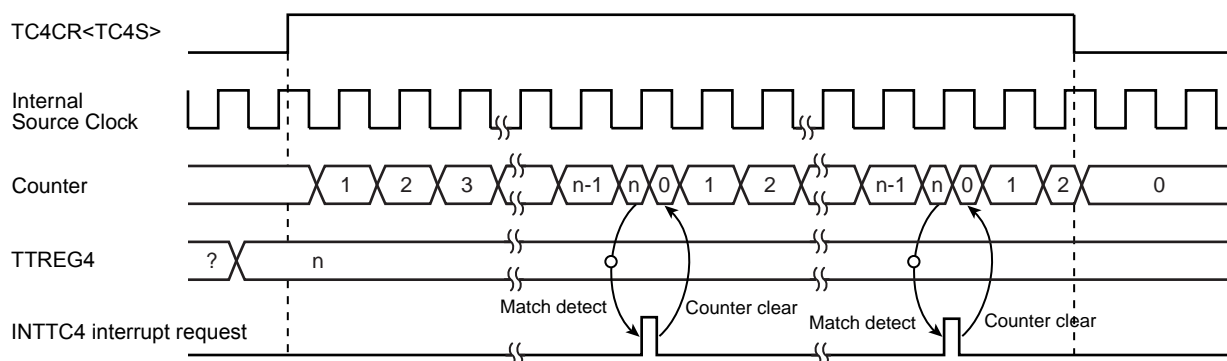 TC4CR<TC4S>
Internal
Source Clock
Counter
1 2 3 n-1 n 0 1 2 n-1 n 0 1 2 0
TTREG4
? n
Match detect Counter clear Match detect Counter clear
INTTC4 interrupt request